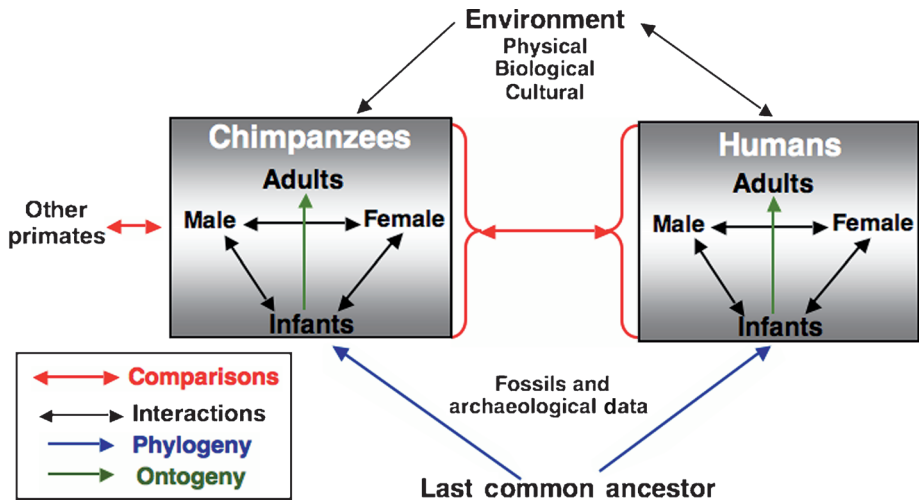 Environment
Physical
Biological
Cultural
Chimpanzees
Adults
Male
Female
Infants
Humans
Adults
Male
Female
Infants
Other
primates
Comparisons
Interactions
Phylogeny
Ontogeny
Fossils and
archaeological data
Last common ancestor